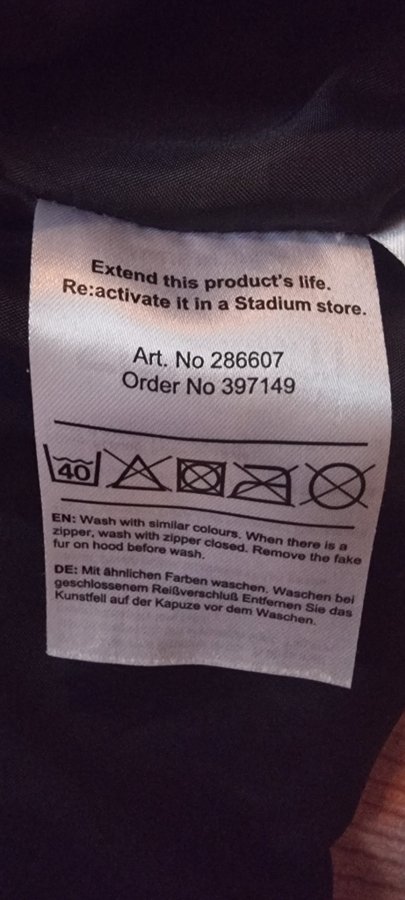 Extend this product's life.
Re:activate it in a Stadium store.
Art. No 286607
Order No 397149
40
EN: Wash with similar colours. When there is a
zipper, wash with zipper closed. Remove the fake
fur on hood before wash.
DE: Mit ähnlichen Farben waschen. Waschen bei
geschlossenem Reißverschluß Entfernen Sie das
Kunstfell auf der Kapuze vor dem Waschen.